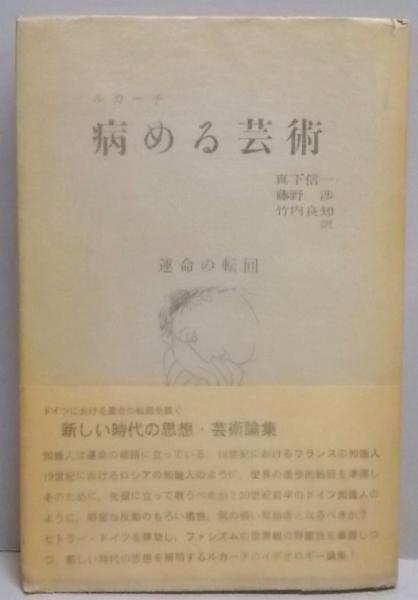 ルカーチ
病める芸術
真下信一
藤野 渉
竹内良知
訳
運命の転回
ドイツにおける運命の転回を説く
新しい時代の思想・芸術論集
知識人は運命の岐路に立っている。18世紀におけるフランスの知識人
19世紀におけるロシアの知識人のように、世界の進歩的転回を準備し
そのために、先頭に立って戦うべきか？20世紀前半のドイツ知識人の
ように、野蛮な反動のもろい犠牲、気の弱い幇助者となるべきか？
ヒトラー・ドイツを弾劾し、ファシズムの世界観の野蛮性を暴露しつ
つ、新しい時代の思想を解明するルカーチのイデオロギー論集！